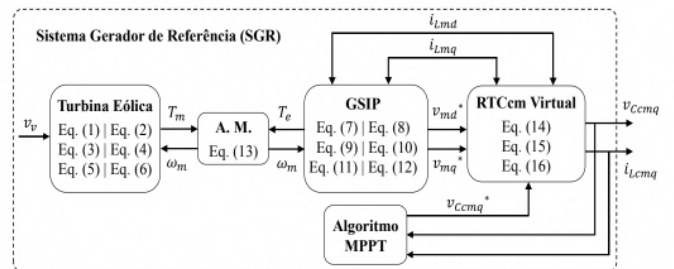 Sistema Gerador de Referência (SGR)
i_Lmd
i_Lmq
Turbina Eólica
Eq. (1) | Eq. (2)
Eq. (3) | Eq. (4)
Eq. (5) | Eq. (6)
v_v
T_m
ω_m
A. M.
Eq. (13)
T_e
ω_m
GSIP
Eq. (7) | Eq. (8)
Eq. (9) | Eq. (10)
Eq. (11) | Eq. (12)
v_md*
v_mq*
RTCcm Virtual
Eq. (14)
Eq. (15)
Eq. (16)
v_Ccmq
i_Lcmq
v_Ccmq*
Algoritmo
MPPT